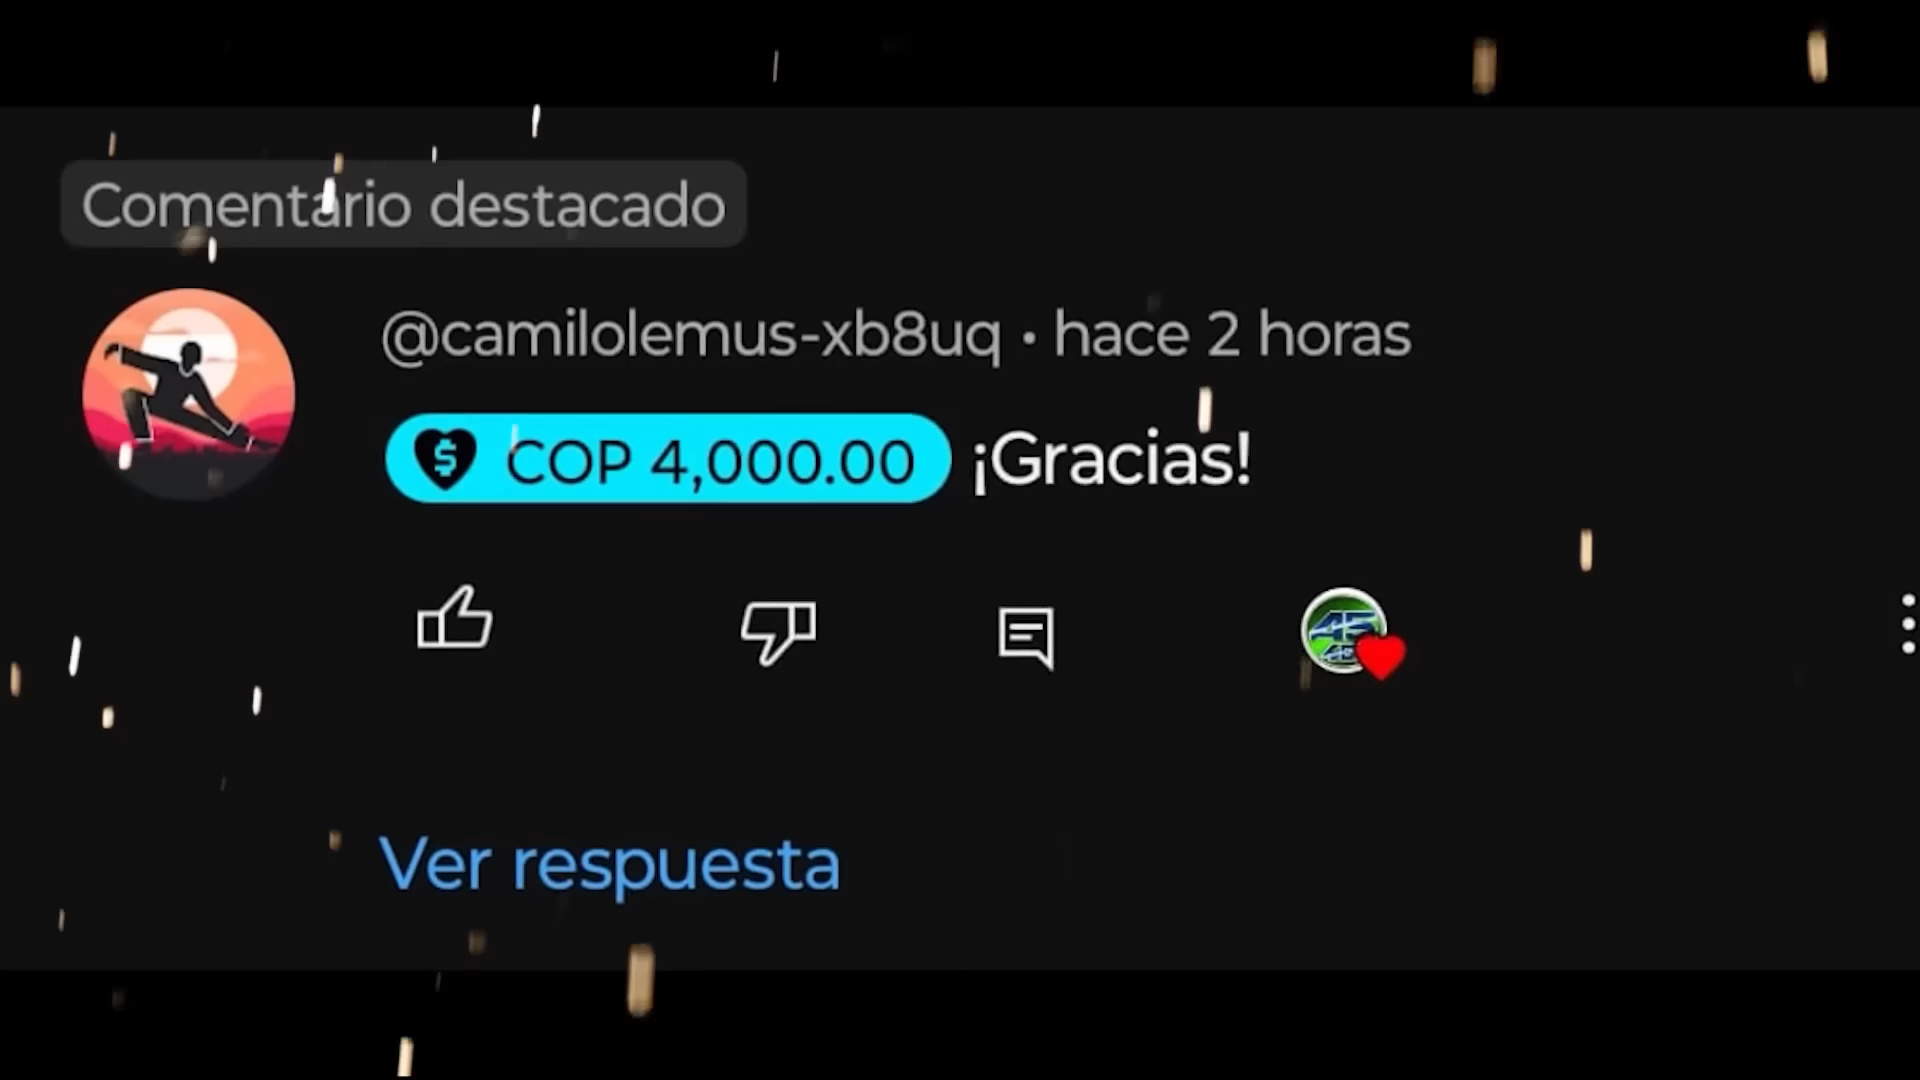 Comentario destacado
@camilolemus-xb8uq · hace 2 horas
$ COP 4,000.00 ¡Gracias!
Ver respuesta